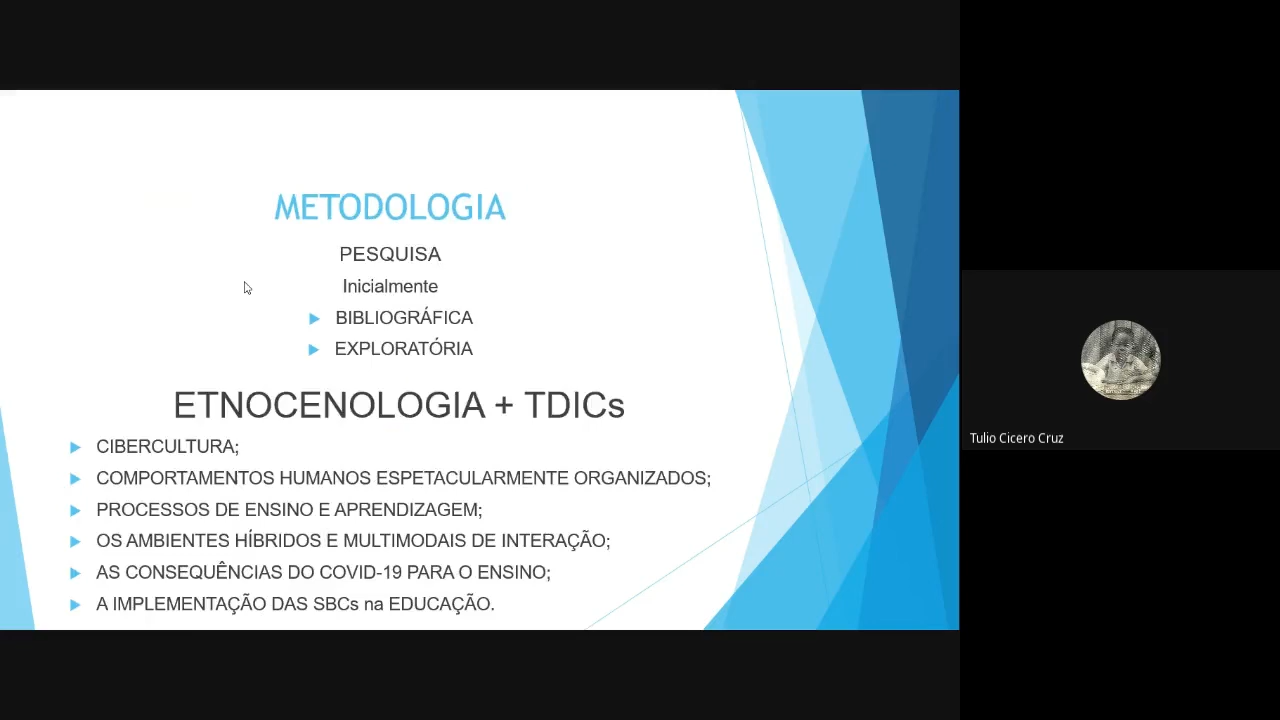 METODOLOGIA
PESQUISA
Inicialmente
BIBLIOGRÁFICA
EXPLORATÓRIA
ETNOCENOLOGIA + TDICs
CIBERCULTURA;
COMPORTAMENTOS HUMANOS ESPETACULARMENTE ORGANIZADOS;
PROCESSOS DE ENSINO E APRENDIZAGEM;
OS AMBIENTES HÍBRIDOS E MULTIMODAIS DE INTERAÇÃO;
AS CONSEQUÊNCIAS DO COVID-19 PARA O ENSINO;
A IMPLEMENTAÇÃO DAS SBCs na EDUCAÇÃO.
Tulio Cicero Cruz